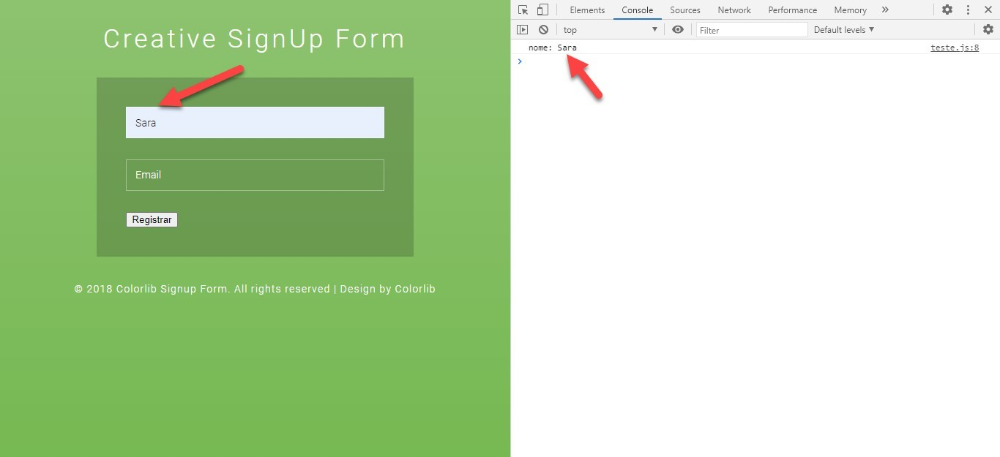 Creative SignUp Form
Sara
Email
Registrar
© 2018 Colorlib Signup Form. All rights reserved | Design by Colorlib
Elements Console Sources Network Performance Memory »
top ▼ Filter Default levels ▼
nome: Sara teste.js:8
>